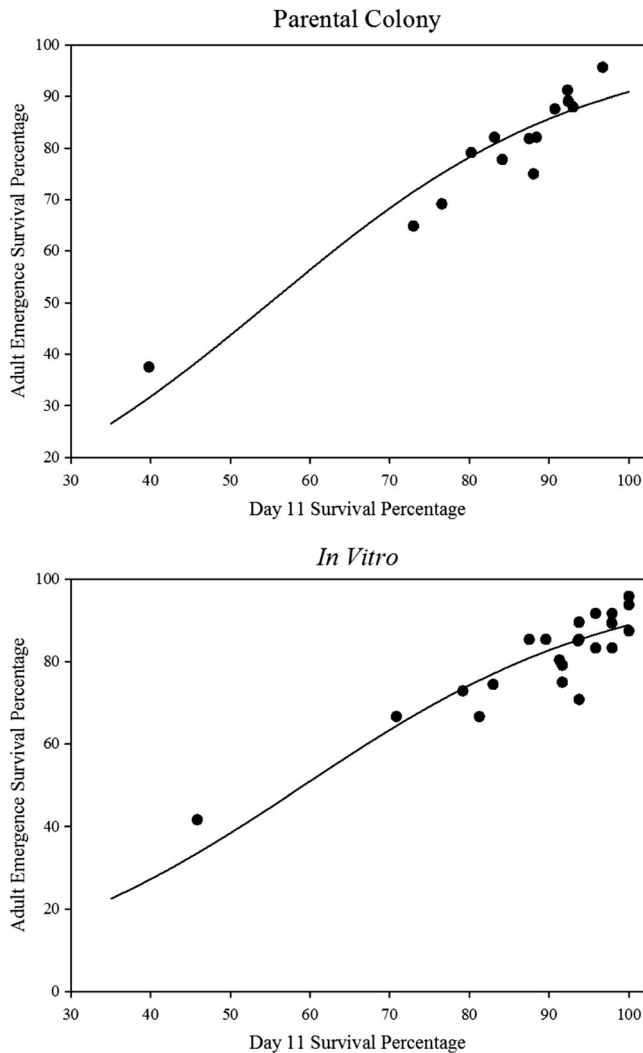 Parental Colony
100
90
80
70
60
50
40
30
20
Adult Emergence Survival Percentage
30 40 50 60 70 80 90 100
Day 11 Survival Percentage
In Vitro
100
80
60
40
20
0
Adult Emergence Survival Percentage
30 40 50 60 70 80 90 100
Day 11 Survival Percentage